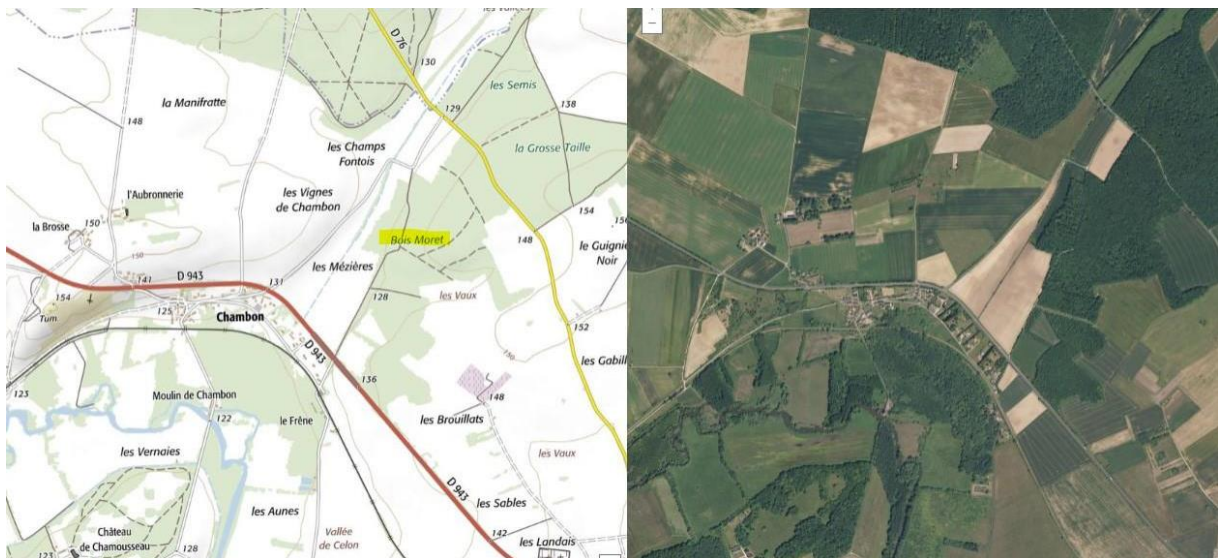 D 76
130
les Semis
129
138
la Manifratte
148
les Champs
Fontois
la Grosse Taille
les Vignes
de Chambon
l'Aubronnerie
150
la Brosse
154
148
le Guignie
Noir
Bois Moret
150
les Mézières
D 943
141
131
128
les Vaux
154
Tum.
125
Chambon
152
D 943
150
les Gabill
136
123
Moulin de Chambon
148
122
le Frêne
les Brouillats
les Vernaies
les Vaux
D 943
les Sables
les Aunes
Vallée
de Celon
142
les Landais
Château
de Chamousseau
123
128